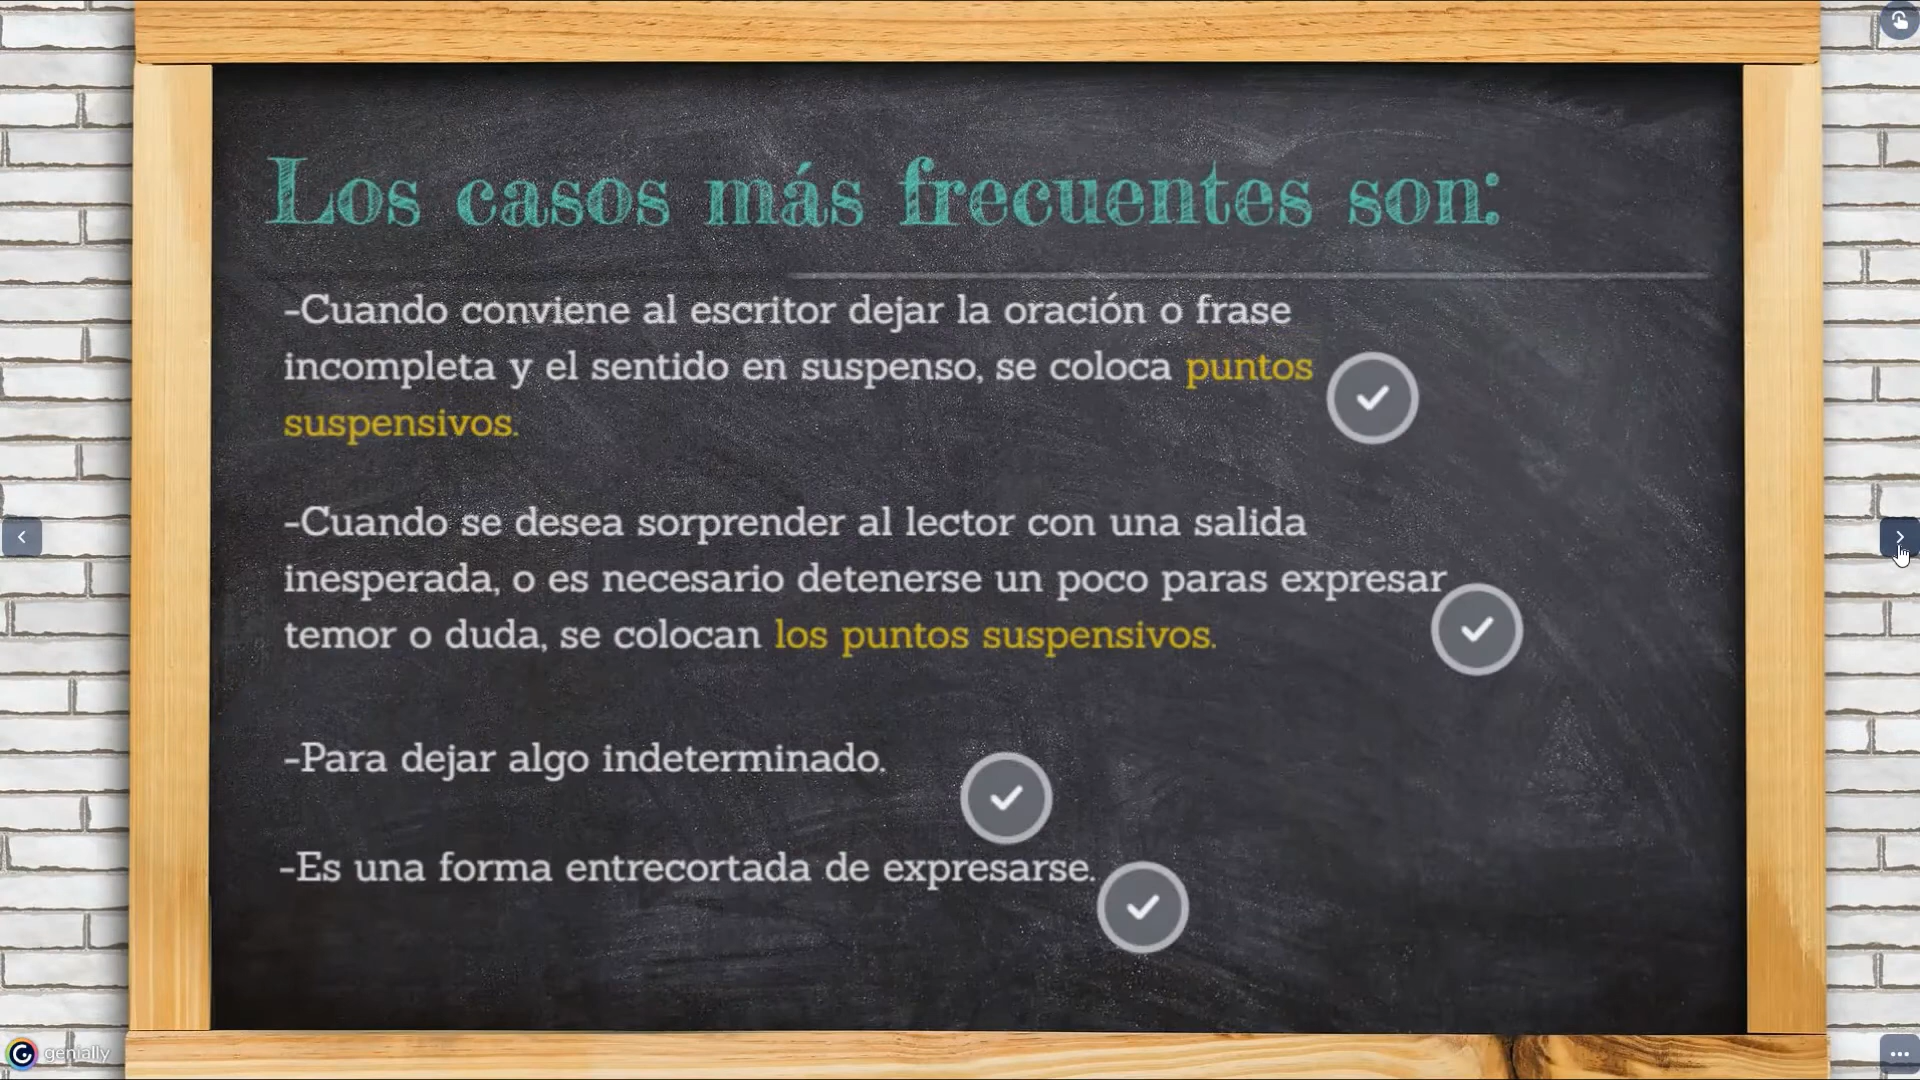 Los casos más frecuentes son:
-Cuando conviene al escritor dejar la oración o frase
incompleta y el sentido en suspenso, se coloca puntos
suspensivos.
-Cuando se desea sorprender al lector con una salida
inesperada, o es necesario detenerse un poco paras expresar
temor o duda, se colocan los puntos suspensivos.
-Para dejar algo indeterminado.
-Es una forma entrecortada de expresarse.
genially